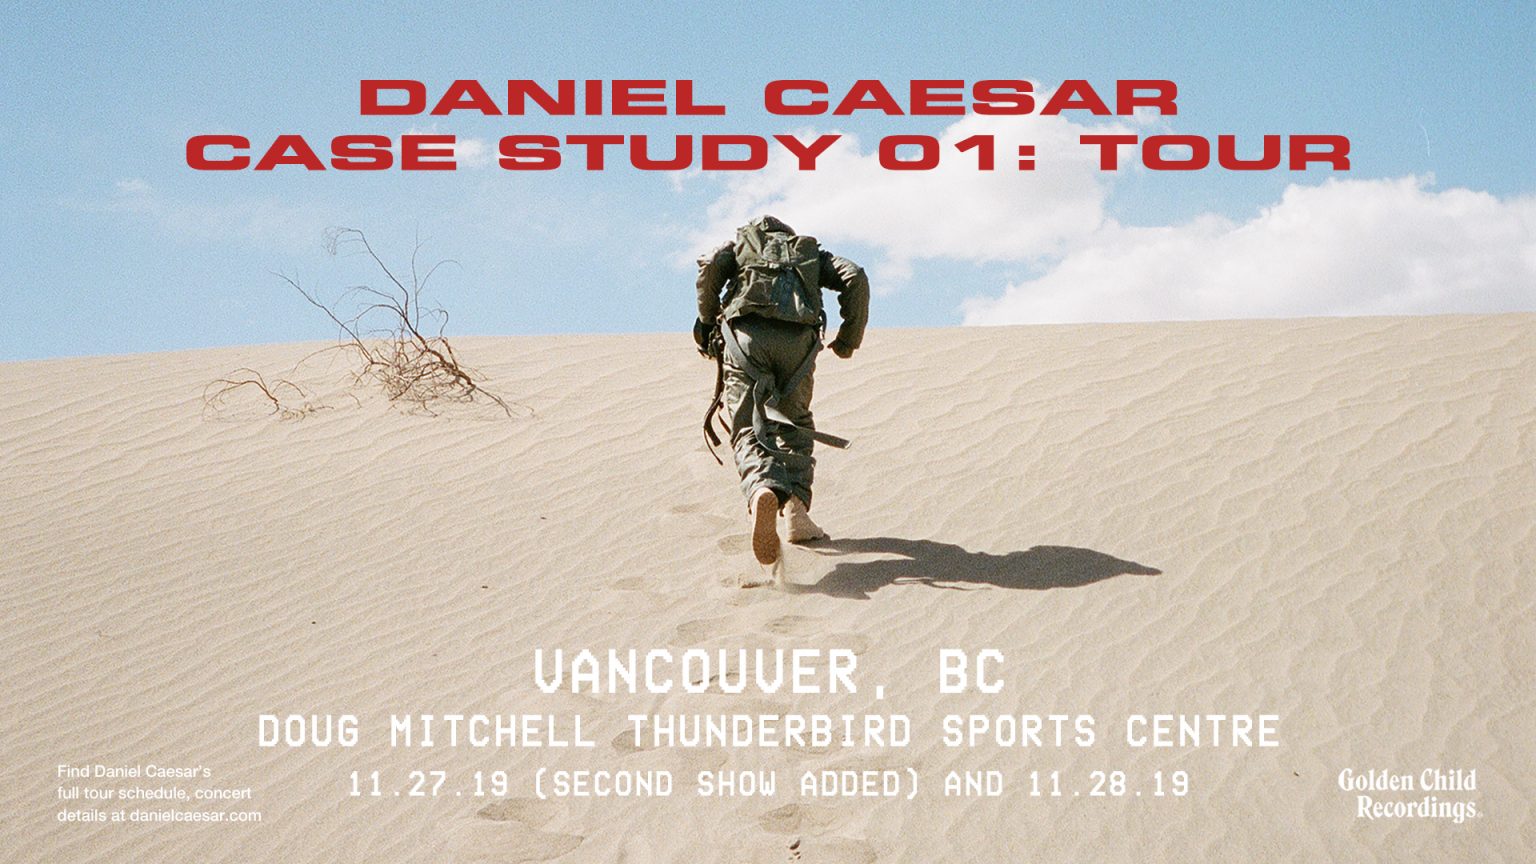 DANIEL CAESAR
CASE STUDY 01: TOUR
VANCOUVER, BC
DOUG MITCHELL THUNDERBIRD SPORTS CENTRE
11.27.19 (SECOND SHOW ADDED) AND 11.28.19
Find Daniel Caesar's
full tour schedule, concert
details at danielcaesar.com
Golden Child
Recordings